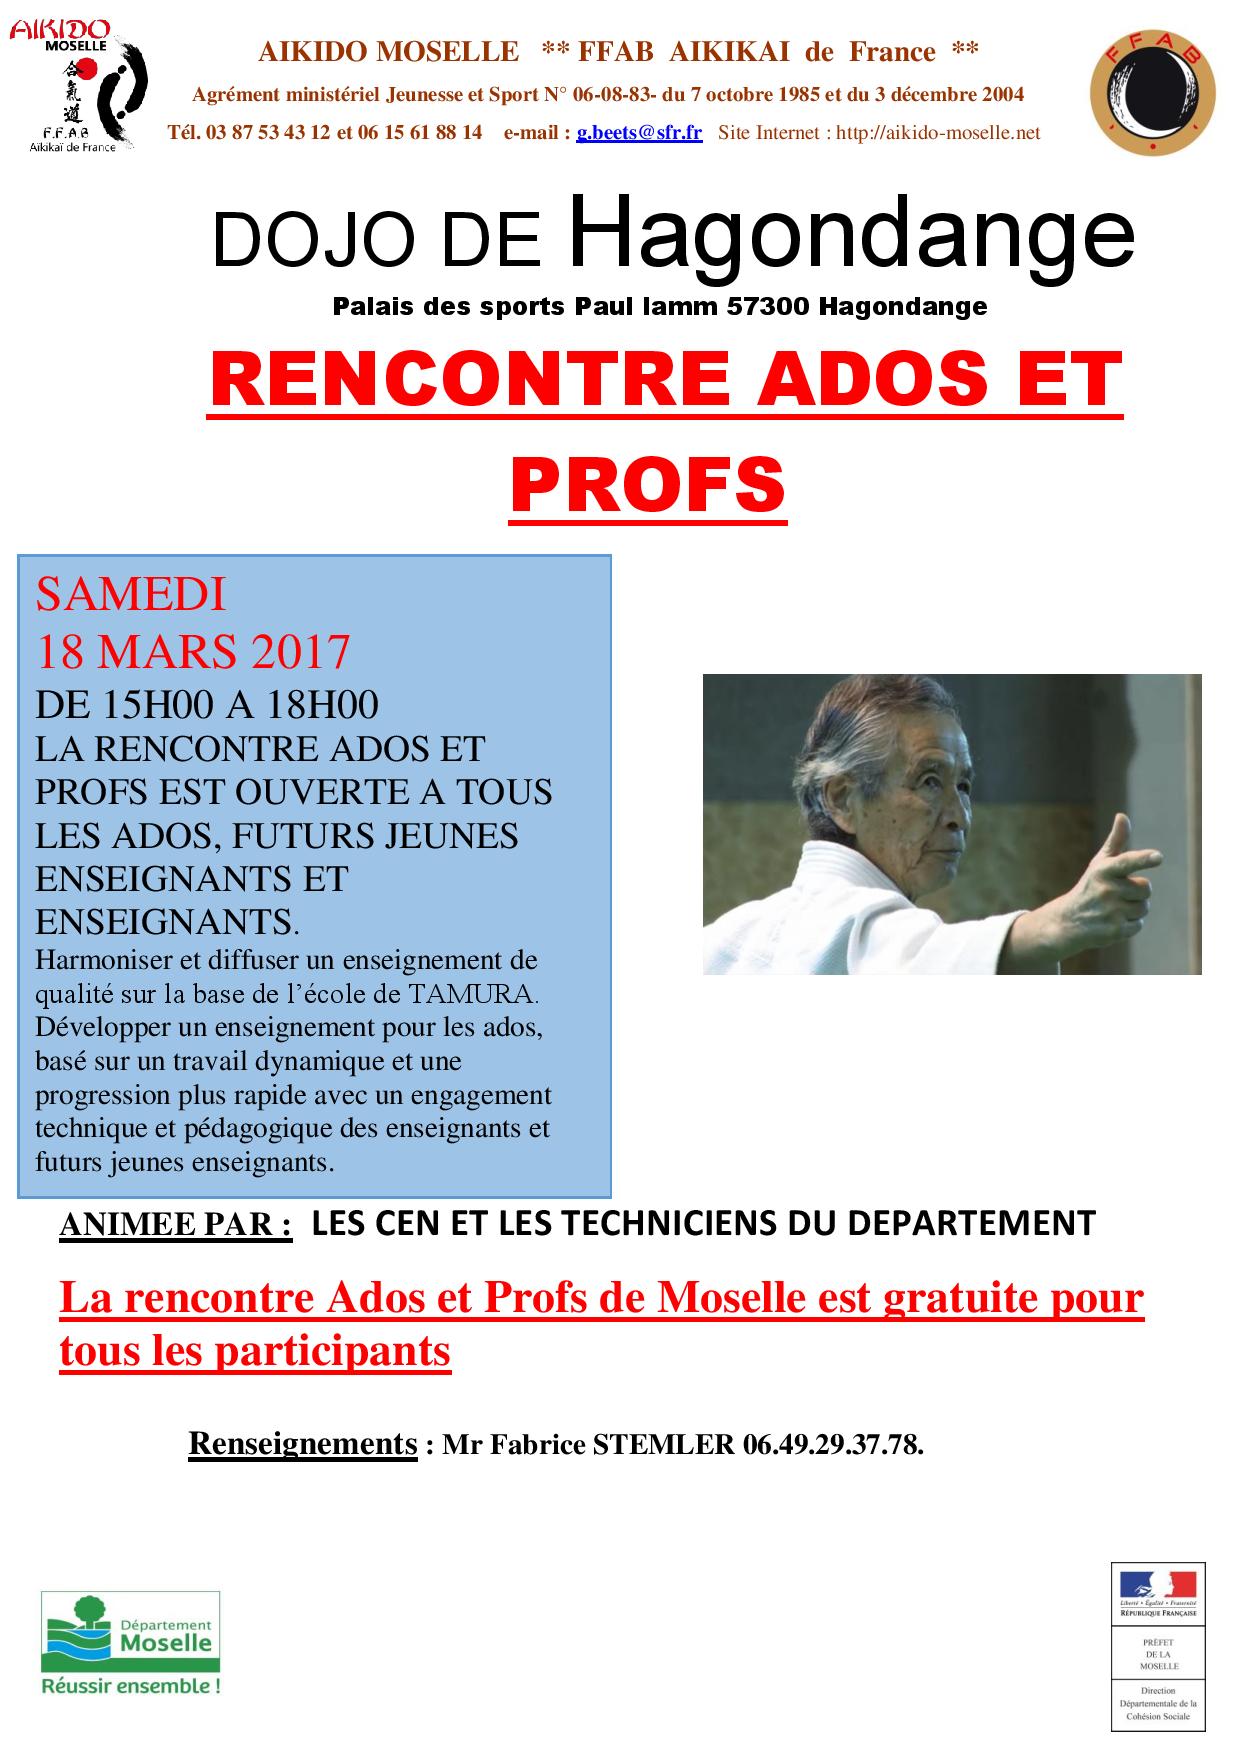 AIKIDO
MOSELLE
合
氣
道
F.F.A.B
Aïkikaï de France
AIKIDO MOSELLE ** FFAB AIKIKAI de France **
Agrément ministériel Jeunesse et Sport N° 06-08-83- du 7 octobre 1985 et du 3 décembre 2004
Tél. 03 87 53 43 12 et 06 15 61 88 14 e-mail : g.beets@sfr.fr Site Internet : http://aikido-moselle.net
FFAB
DOJO DE Hagondange
Palais des sports Paul lamm 57300 Hagondange
RENCONTRE ADOS ET
PROFS
SAMEDI
18 MARS 2017
DE 15H00 A 18H00
LA RENCONTRE ADOS ET
PROFS EST OUVERTE A TOUS
LES ADOS, FUTURS JEUNES
ENSEIGNANTS ET
ENSEIGNANTS.
Harmoniser et diffuser un enseignement de
qualité sur la base de l’école de TAMURA.
Développer un enseignement pour les ados,
basé sur un travail dynamique et une
progression plus rapide avec un engagement
technique et pédagogique des enseignants et
futurs jeunes enseignants.
ANIMEE PAR : LES CEN ET LES TECHNICIENS DU DEPARTEMENT
La rencontre Ados et Profs de Moselle est gratuite pour
tous les participants
Renseignements : Mr Fabrice STEMLER 06.49.29.37.78.
Département
Moselle
Réussir ensemble !
Liberté • Égalité • Fraternité
RÉPUBLIQUE FRANÇAISE
PRÉFET
DE LA
MOSELLE
Direction
Départementale de la
Cohésion Sociale